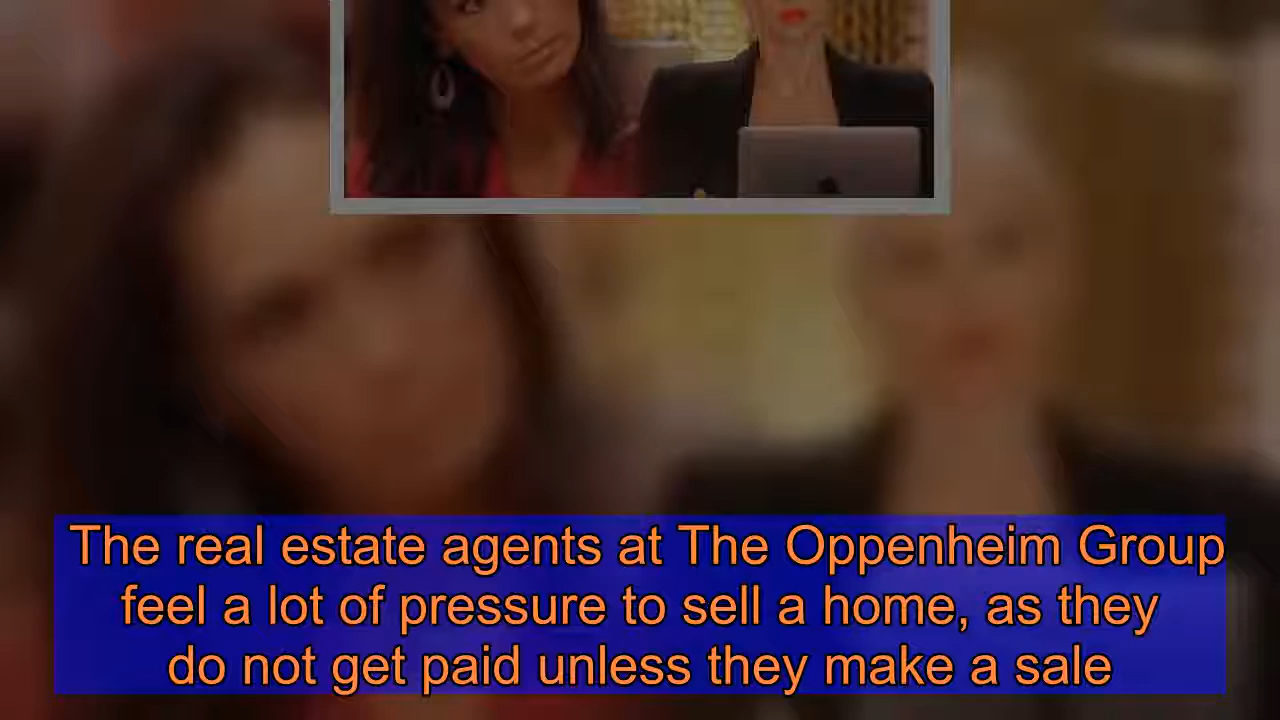 The real estate agents at The Oppenheim Group
feel a lot of pressure to sell a home, as they
do not get paid unless they make a sale